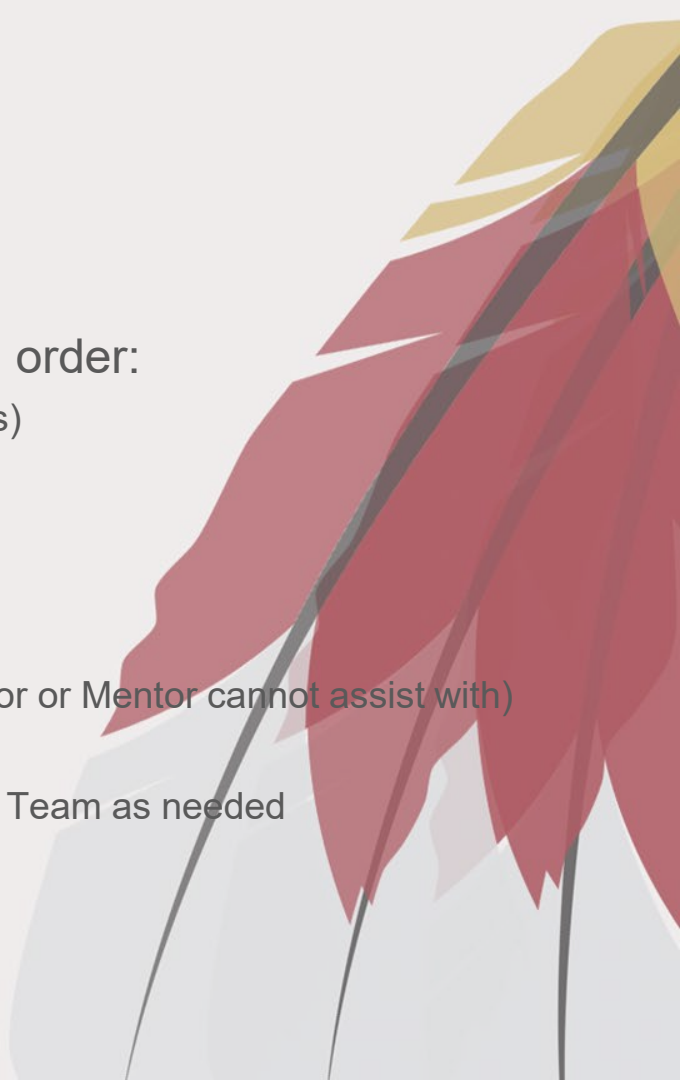 order:
s)
or or Mentor cannot assist with)
Team as needed